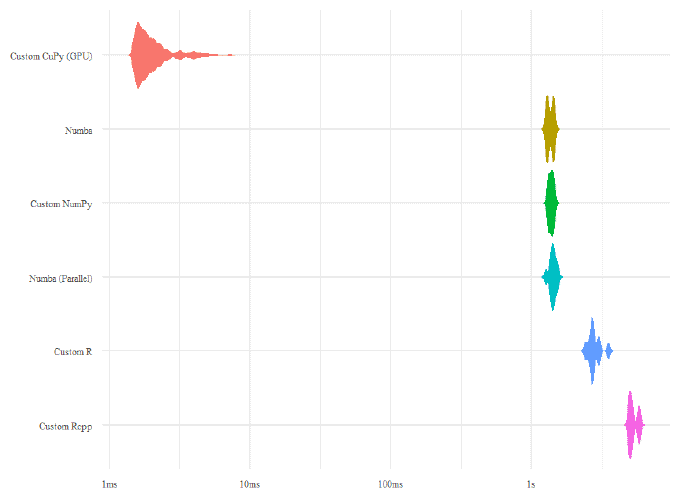 Custom CuPy (GPU)
Numba
Custom NumPy
Numba (Parallel)
Custom R
Custom Rcpp
1ms
10ms
100ms
1s